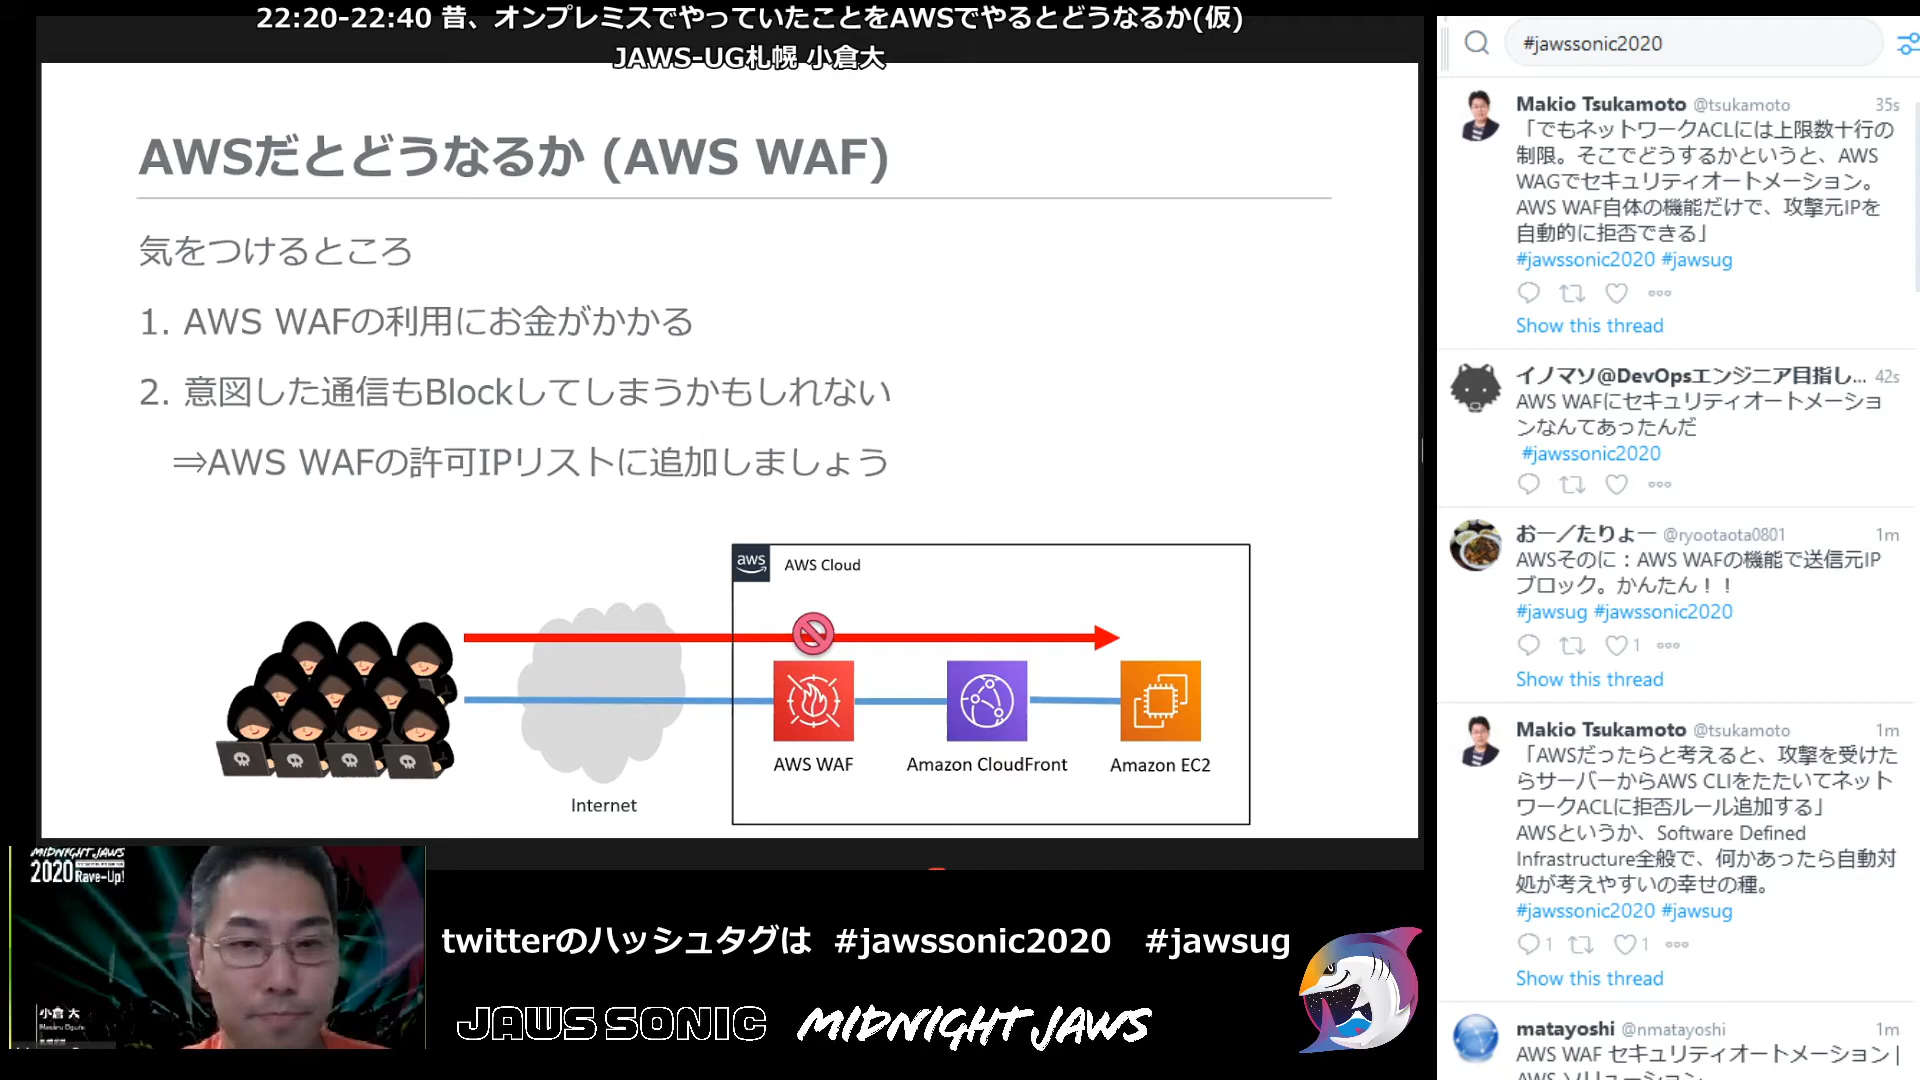 22:20-22:40 昔、オンプレミスでやっていたことをAWSでやるとどうなるか(仮)
JAWS-UG札幌 小倉大
AWSだとどうなるか (AWS WAF)
気をつけるところ
1. AWS WAFの利用にお金がかかる
2. 意図した通信もBlockしてしまうかもしれない
⇒AWS WAFの許可IPリストに追加しましょう
aws
AWS Cloud
AWS WAF
Amazon CloudFront
Amazon EC2
Internet
MIDNIGHT JAWS
2020 Rave-Up!
小倉 大
Masaru Ogura
twitterのハッシュタグは #jawssonic2020 #jawsug
JAWS SONIC MIDNIGHT JAWS
#jawssonic2020
Makio Tsukamoto @tsukamoto 35s
「でもネットワークACLには上限数十行の
制限。そこでどうするかというと、AWS
WAGでセキュリティオートメーション。
AWS WAF自体の機能だけで、攻撃元IPを
自動的に拒否できる」
#jawssonic2020 #jawsug
Show this thread
イノマソ@DevOpsエンジニア目指し... 42s
AWS WAFにセキュリティオートメーショ
ンなんてあったんだ
#jawssonic2020
おー／たりょー @ryootaota0801 1m
AWSそのに：AWS WAFの機能で送信元IP
ブロック。かんたん！！
#jawsug #jawssonic2020
1
Show this thread
Makio Tsukamoto @tsukamoto 1m
「AWSだったらと考えると、攻撃を受けた
らサーバーからAWS CLIをたたいてネット
ワークACLに拒否ルール追加する」
AWSというか、Software Defined
Infrastructure全般で、何かあったら自動対
処が考えやすいの幸せの種。
#jawssonic2020 #jawsug
1 1
Show this thread
matayoshi @nmatayoshi 1m
AWS WAF セキュリティオートメーション |
AWS ソリューション